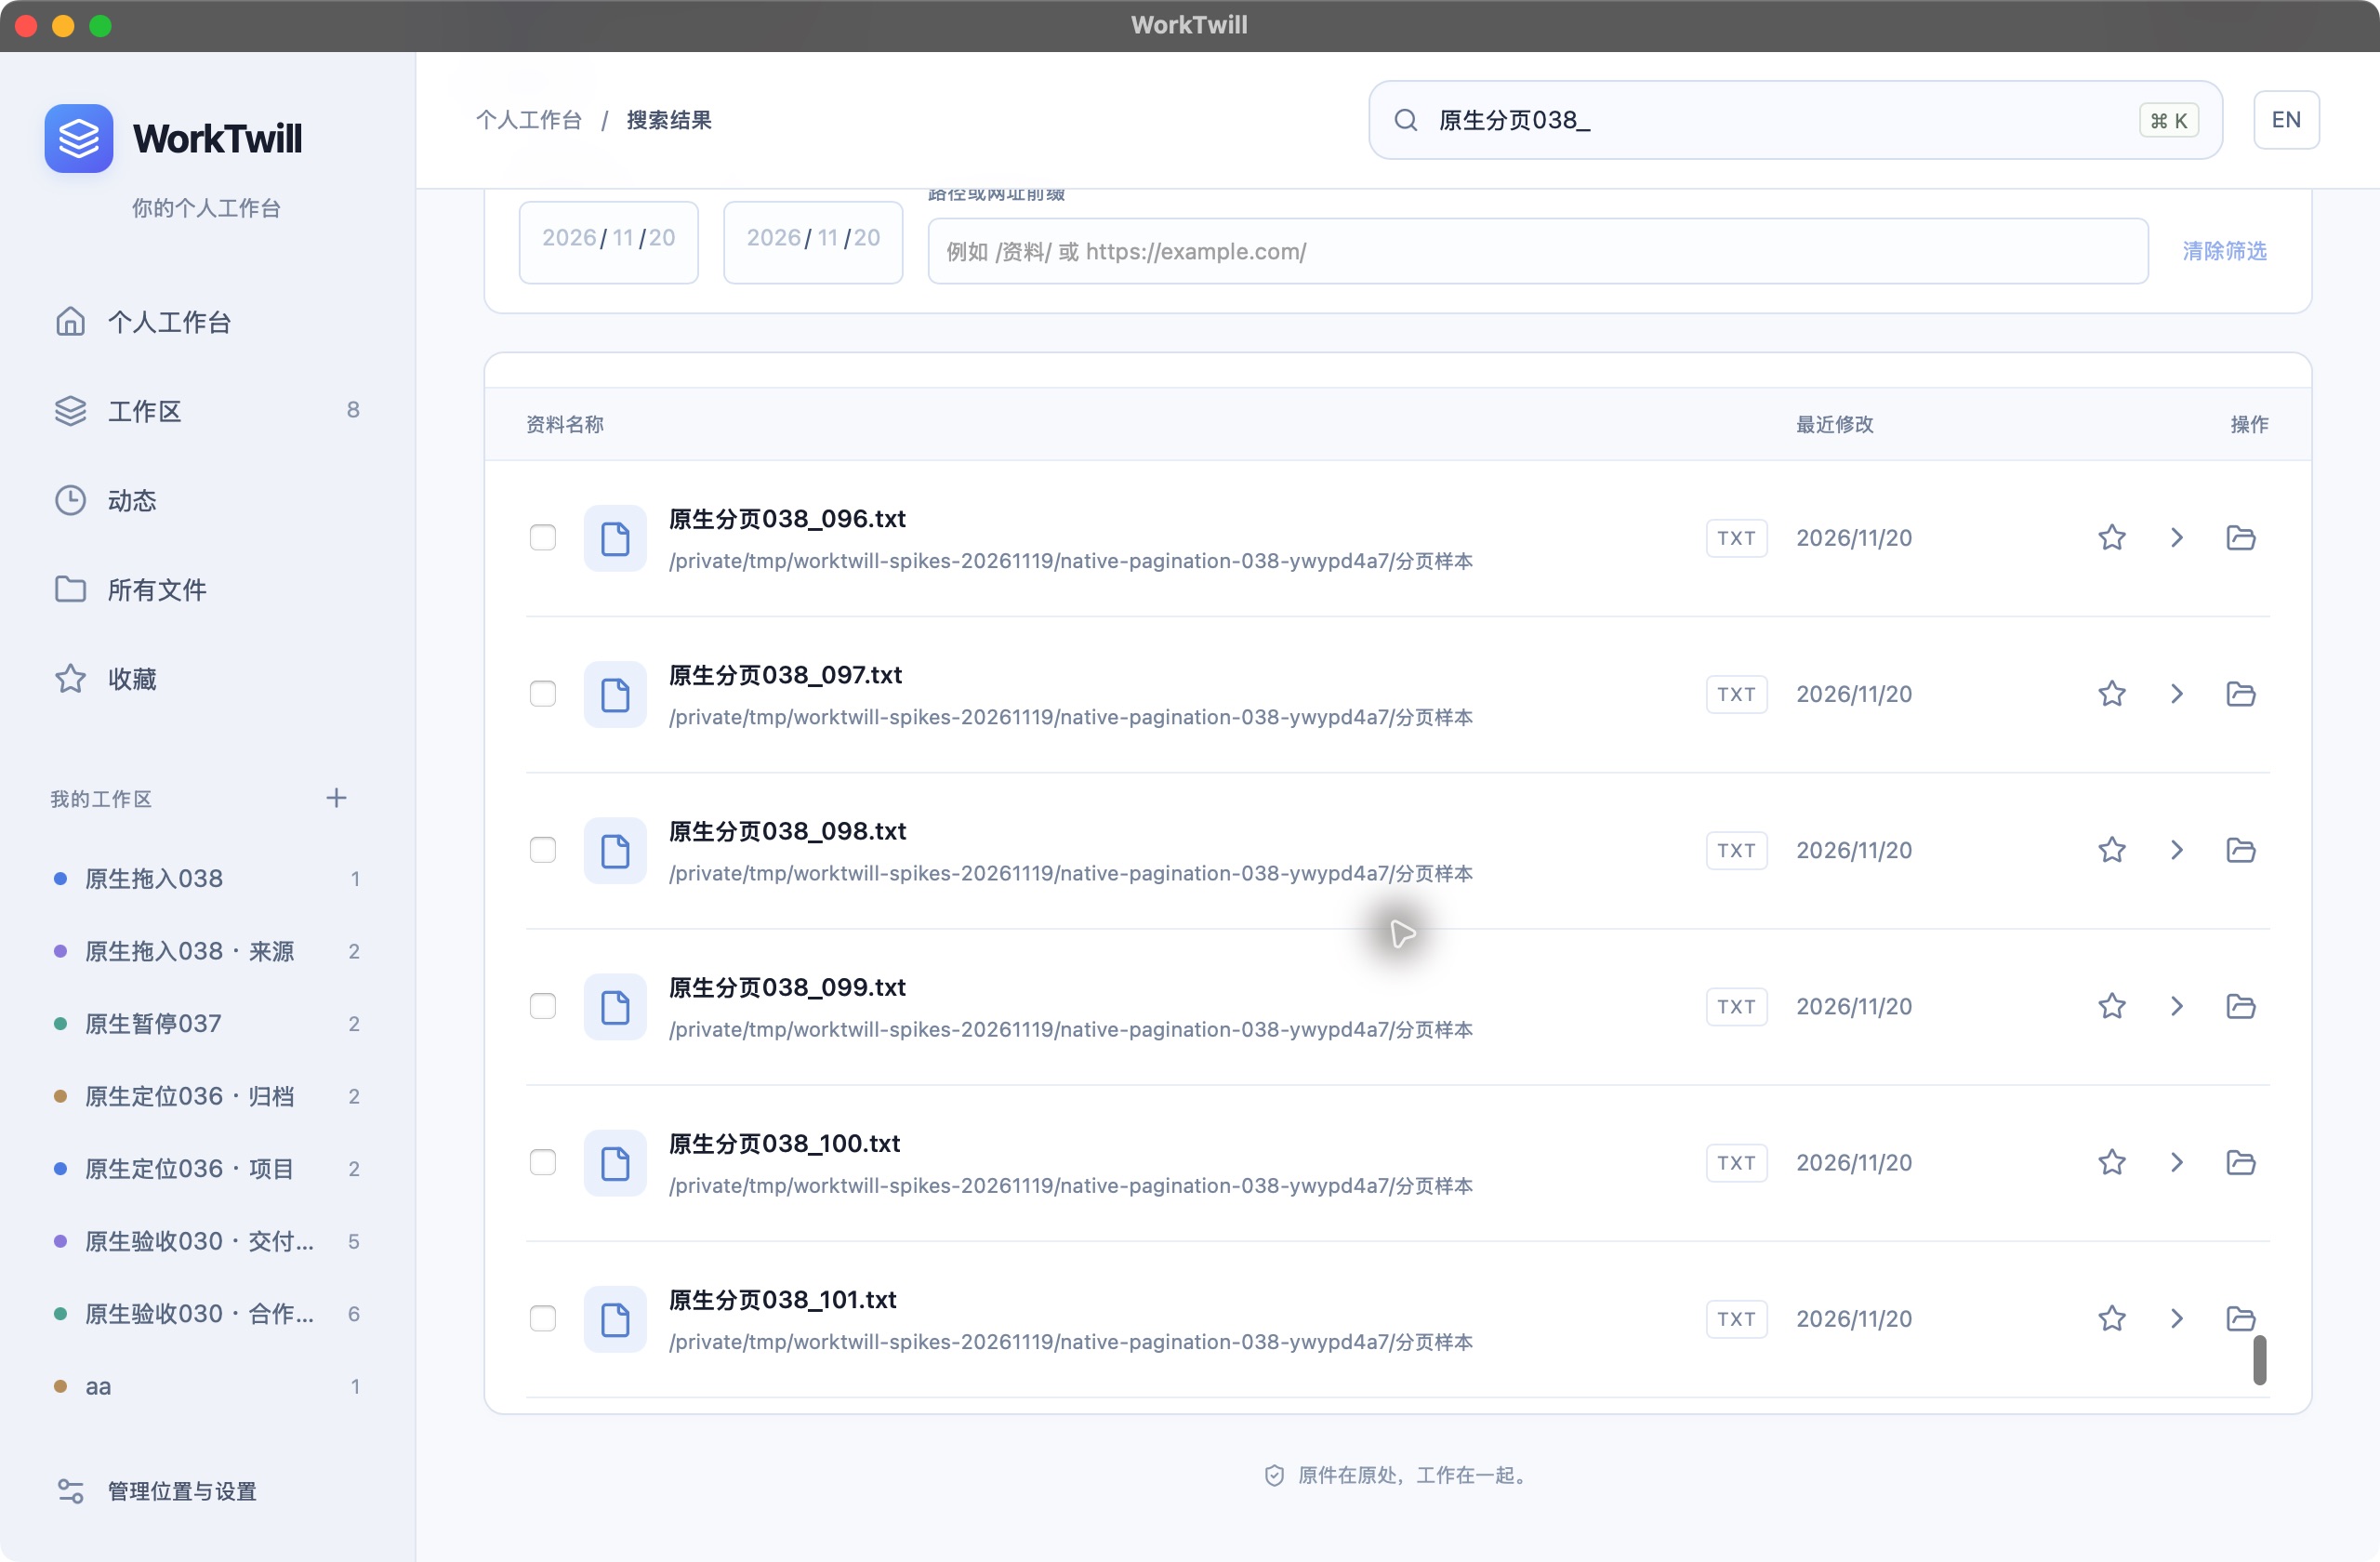 WorkTwill
WorkTwill
你的个人工作台
个人工作台
工作区 8
动态
所有文件
收藏
我的工作区
原生拖入038 1
原生拖入038 · 来源 2
原生暂停037 2
原生定位036 · 归档 2
原生定位036 · 项目 2
原生验收030 · 交付... 5
原生验收030 · 合作... 6
aa 1
管理位置与设置
个人工作台 / 搜索结果
原生分页038_ ⌘ K
EN
路径或网址前缀
2026/11/20 2026/11/20 例如 /资料/ 或 https://example.com/ 清除筛选
资料名称 最近修改 操作
原生分页038_096.txt
/private/tmp/worktwill-spikes-20261119/native-pagination-038-ywypd4a7/分页样本
TXT 2026/11/20
原生分页038_097.txt
/private/tmp/worktwill-spikes-20261119/native-pagination-038-ywypd4a7/分页样本
TXT 2026/11/20
原生分页038_098.txt
/private/tmp/worktwill-spikes-20261119/native-pagination-038-ywypd4a7/分页样本
TXT 2026/11/20
原生分页038_099.txt
/private/tmp/worktwill-spikes-20261119/native-pagination-038-ywypd4a7/分页样本
TXT 2026/11/20
原生分页038_100.txt
/private/tmp/worktwill-spikes-20261119/native-pagination-038-ywypd4a7/分页样本
TXT 2026/11/20
原生分页038_101.txt
/private/tmp/worktwill-spikes-20261119/native-pagination-038-ywypd4a7/分页样本
TXT 2026/11/20
原件在原处，工作在一起。